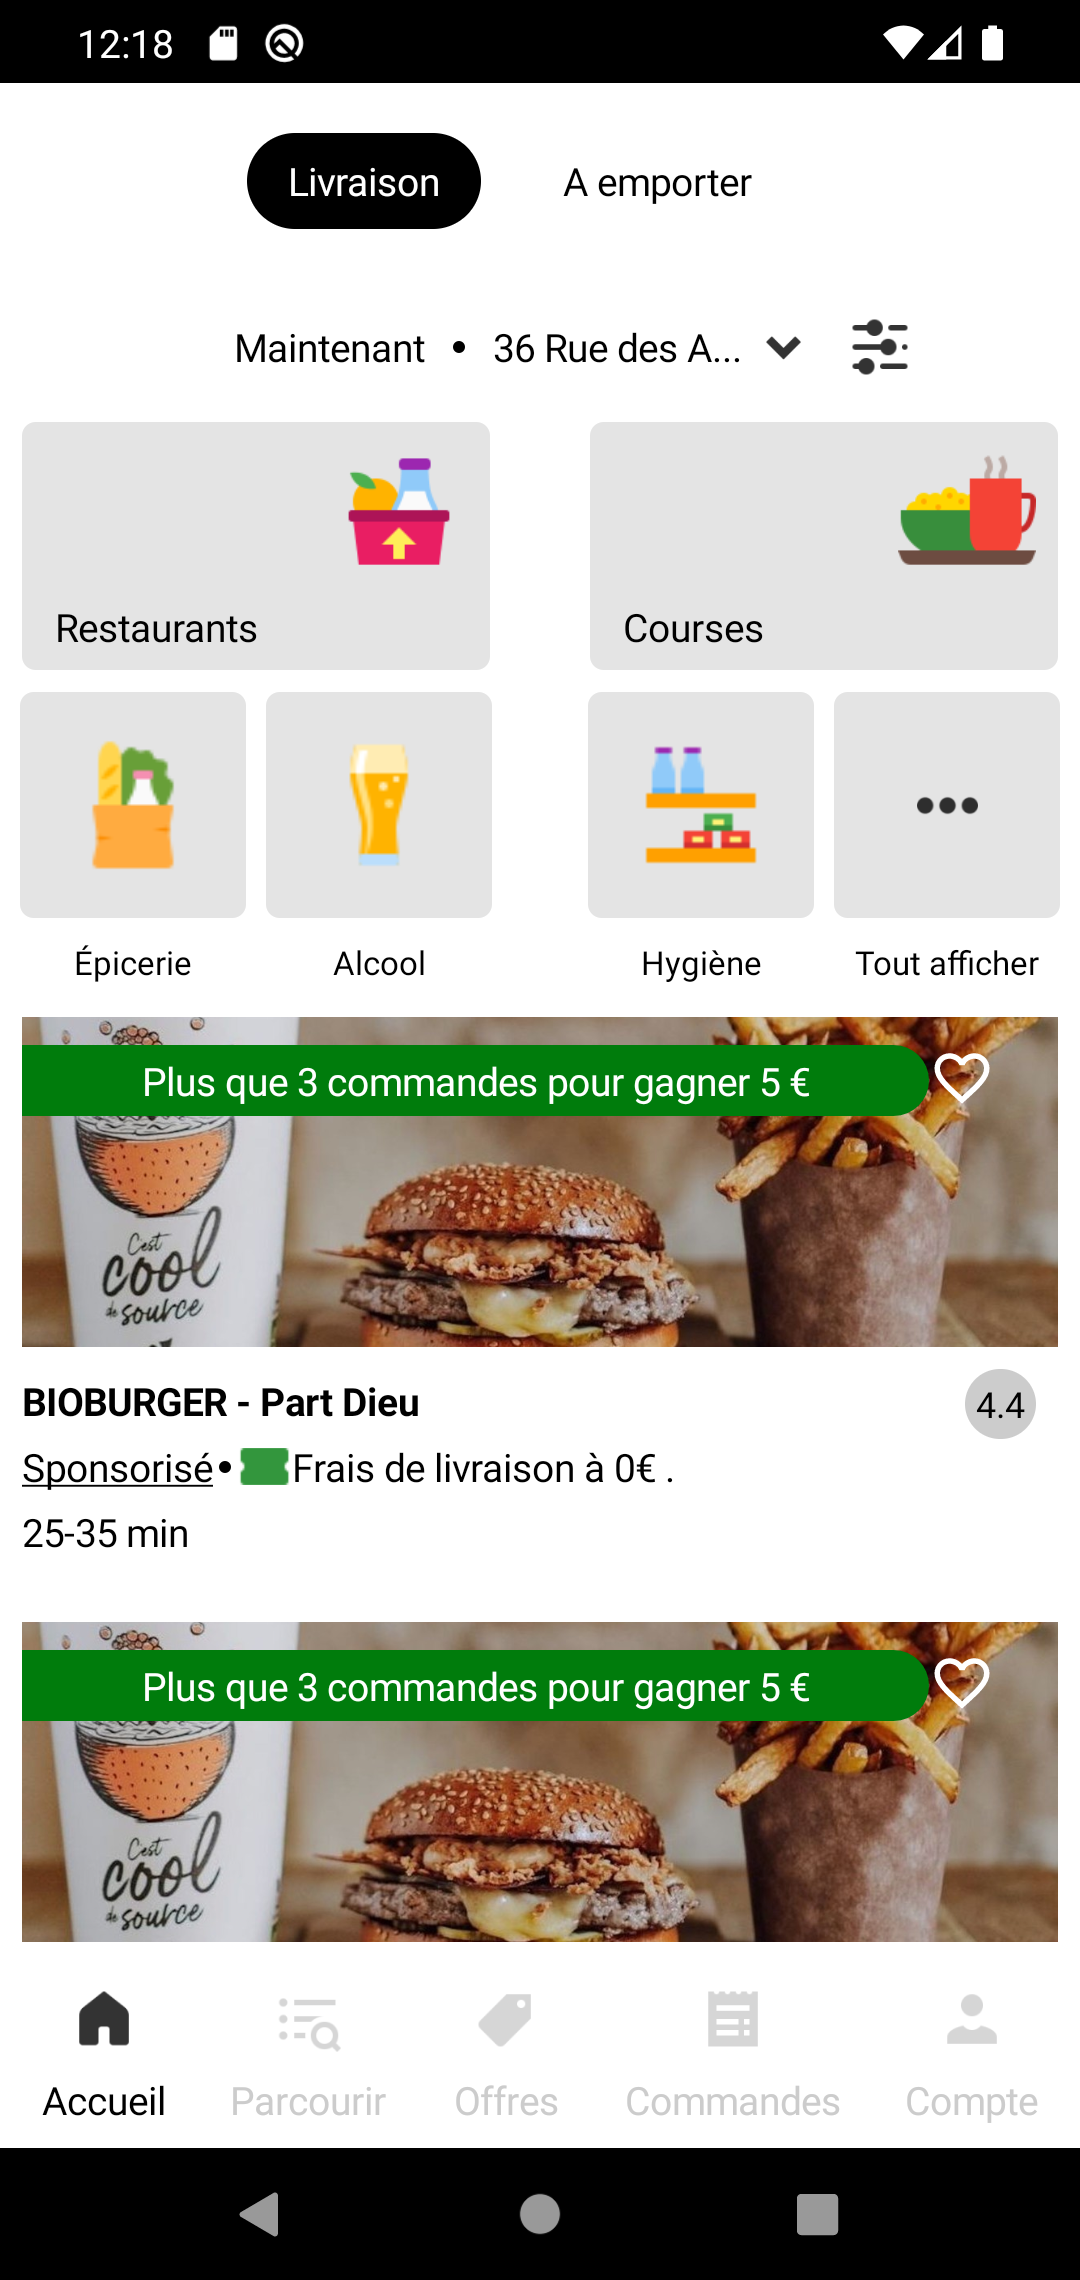 12:18
Livraison
A emporter
Maintenant • 36 Rue des A...
Restaurants
Courses
Épicerie
Alcool
Hygiène
Tout afficher
Plus que 3 commandes pour gagner 5 €
C'est
cool
de source
BIOBURGER - Part Dieu
4.4
Sponsorisé•Frais de livraison à 0€ .
25-35 min
Plus que 3 commandes pour gagner 5 €
C'est
cool
de source
Accueil
Parcourir
Offres
Commandes
Compte